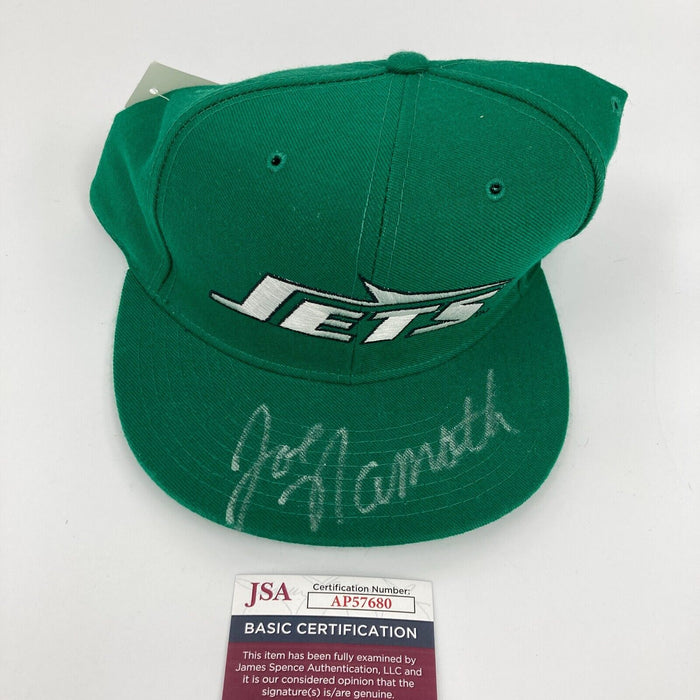 JETS
Joe Namath
JSA
Certification Number:
AP57680
BASIC CERTIFICATION
This item has been fully examined by
James Spence Authentication, LLC and
it is our considered opinion that the
signature(s) is/are genuine.